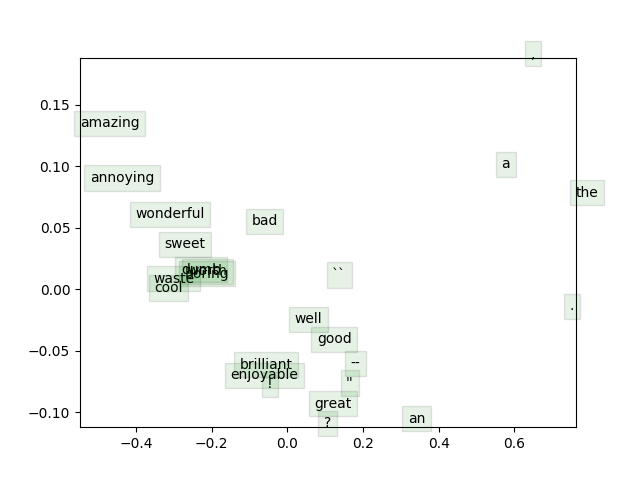 ,
0.15
amazing
0.10
a
annoying
the
wonderful
bad
0.05
sweet
dumb
boring
waste
``
cool
0.00
.
well
good
−0.05
brilliant
--
enjoyable
!
"
great
−0.10
an
?
−0.4 −0.2 0.0 0.2 0.4 0.6